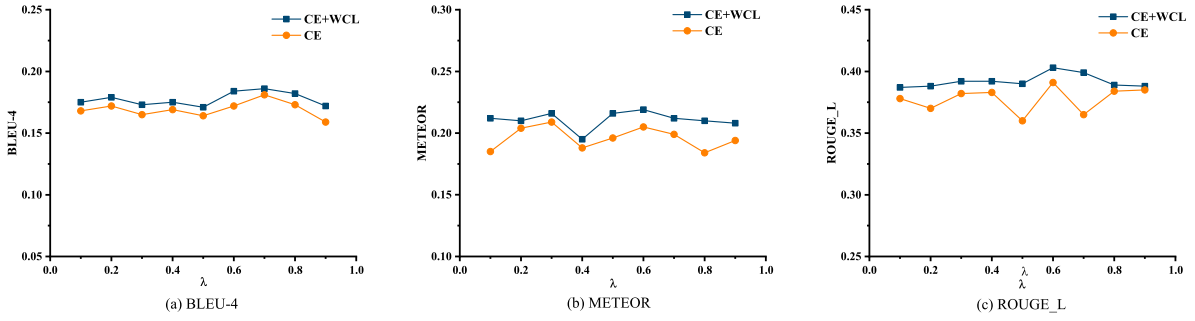 0.25
0.20
0.15
0.10
0.05
BLEU-4
CE+WCL
CE
0.0
0.2
0.4
0.6
0.8
1.0
λ
(a) BLEU-4
0.30
0.25
0.20
0.15
0.10
METEOR
CE+WCL
CE
0.0
0.2
0.4
0.6
0.8
1.0
λ
(b) METEOR
0.45
0.40
0.35
0.30
0.25
ROUGE_L
CE+WCL
CE
0.0
0.2
0.4
0.6
0.8
1.0
λ
λ
(c) ROUGE_L